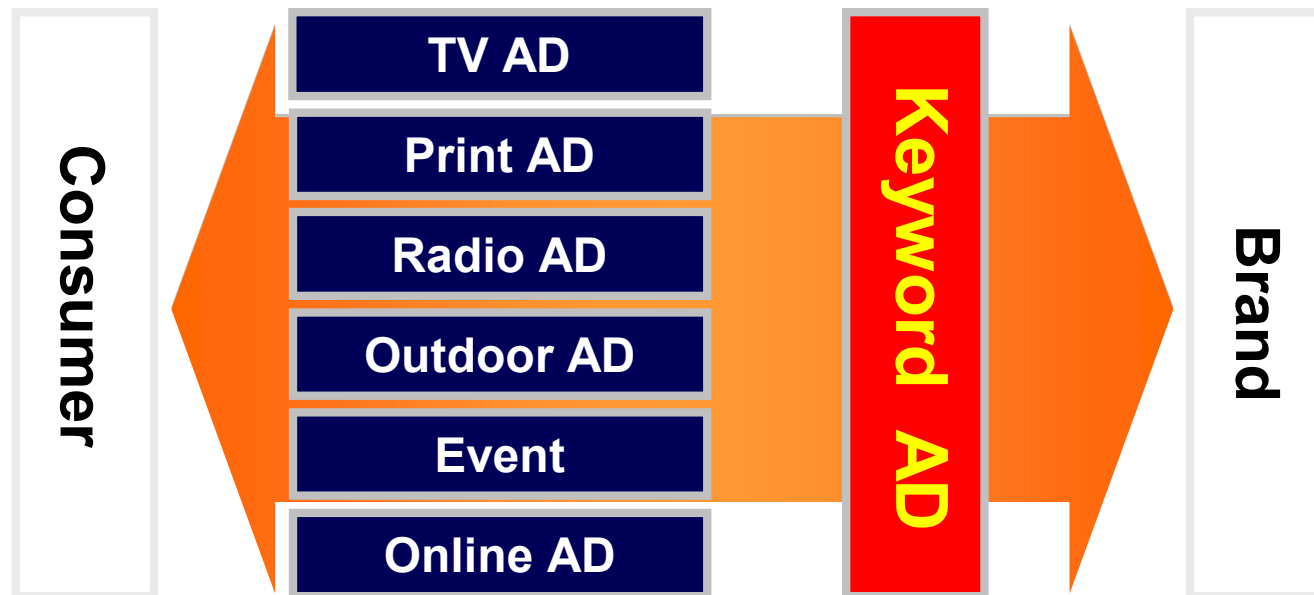 Consumer
TV AD
Print AD
Radio AD
Outdoor AD
Event
Online AD
Keyword AD
Brand